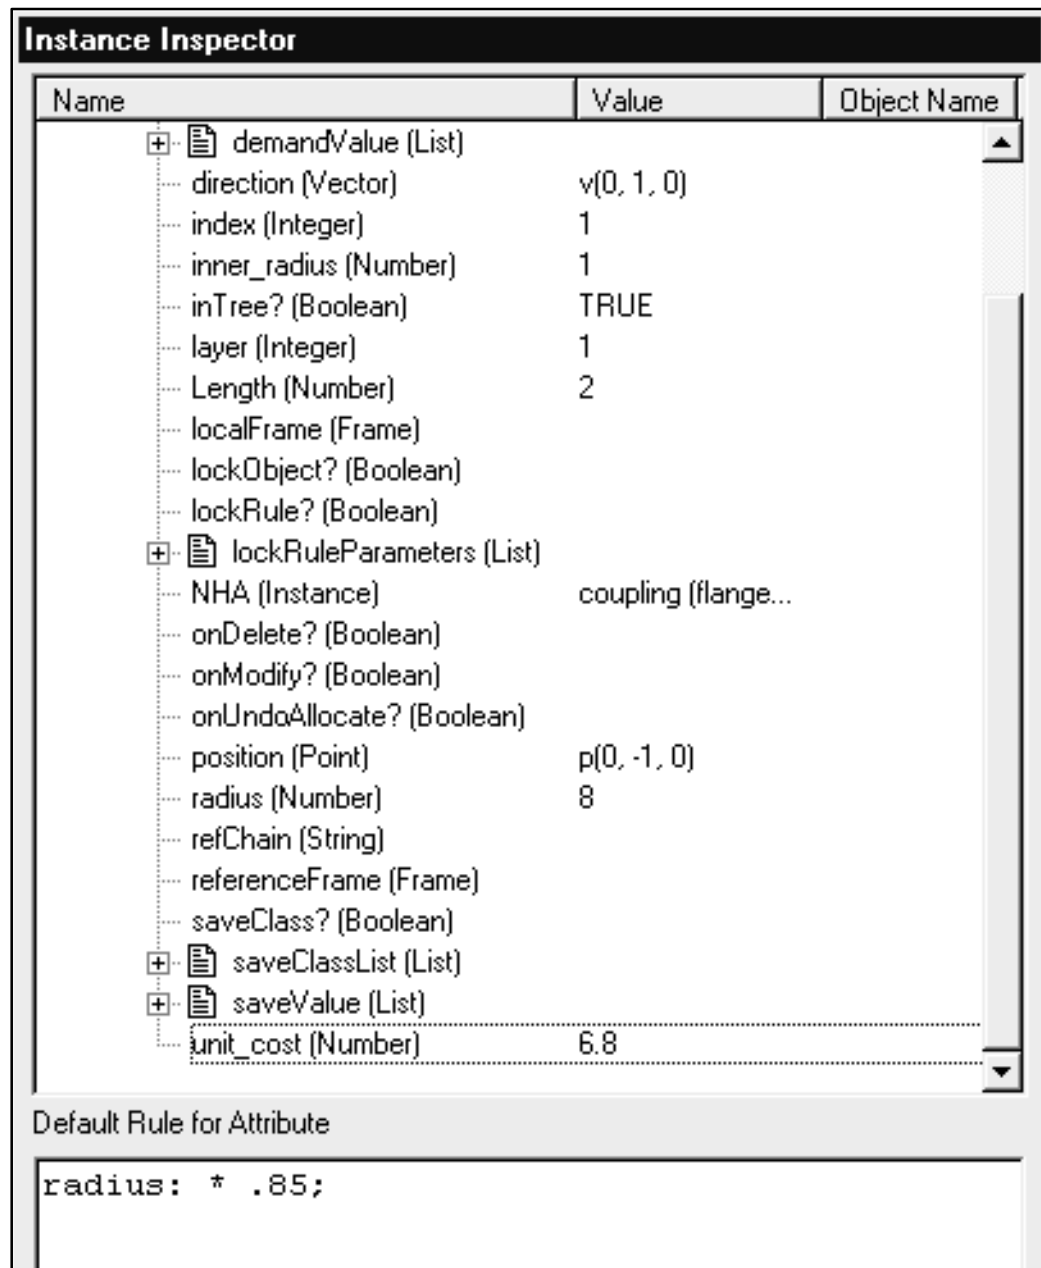 Instance Inspector
Name Value Object Name
demandValue (List)
direction (Vector) v(0, 1, 0)
index (Integer) 1
inner_radius (Number) 1
inTree? (Boolean) TRUE
layer (Integer) 1
Length (Number) 2
localFrame (Frame)
lockObject? (Boolean)
lockRule? (Boolean)
lockRuleParameters (List)
NHA (Instance) coupling (flange...
onDelete? (Boolean)
onModify? (Boolean)
onUndoAllocate? (Boolean)
position (Point) p(0, -1, 0)
radius (Number) 8
refChain (String)
referenceFrame (Frame)
saveClass? (Boolean)
saveClassList (List)
saveValue (List)
unit_cost (Number) 6.8
Default Rule for Attribute
radius: * .85;